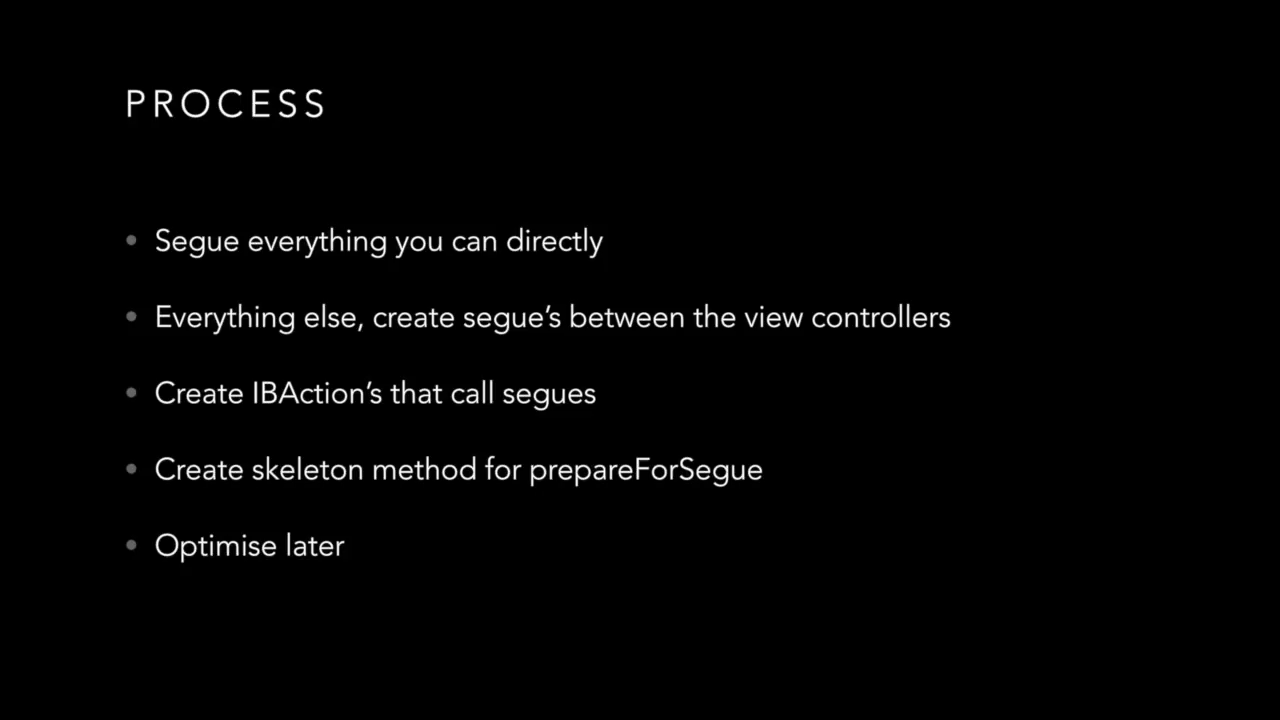 PROCESS
• Segue everything you can directly
• Everything else, create segue’s between the view controllers
• Create IBAction’s that call segues
• Create skeleton method for prepareForSegue
• Optimise later